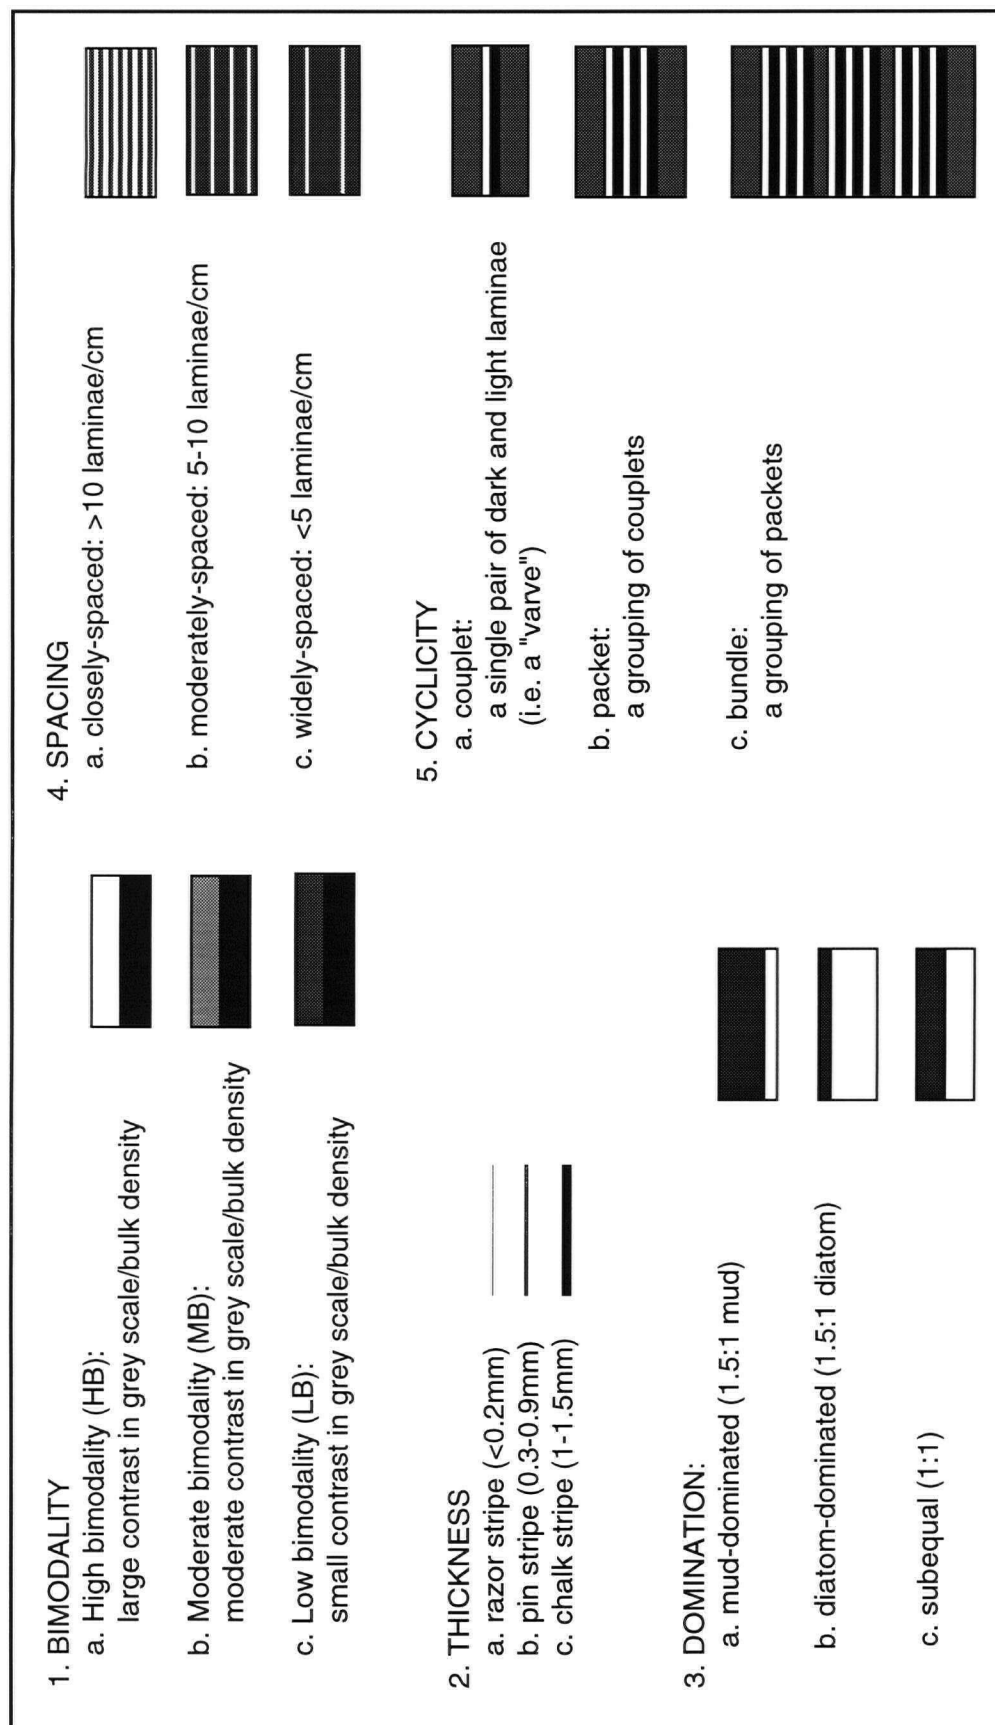 1. BIMODALITY
a. High bimodality (HB):
large contrast in grey scale/bulk density
b. Moderate bimodality (MB):
moderate contrast in grey scale/bulk density
c. Low bimodality (LB):
small contrast in grey scale/bulk density
2. THICKNESS
a. razor stripe (<0.2mm)
b. pin stripe (0.3-0.9mm)
c. chalk stripe (1-1.5mm)
3. DOMINATION:
a. mud-dominated (1.5:1 mud)
b. diatom-dominated (1.5:1 diatom)
c. subequal (1:1)
4. SPACING
a. closely-spaced: >10 laminae/cm
b. moderately-spaced: 5-10 laminae/cm
c. widely-spaced: <5 laminae/cm
5. CYCLICITY
a. couplet:
a single pair of dark and light laminae
(i.e. a "varve")
b. packet:
a grouping of couplets
c. bundle:
a grouping of packets